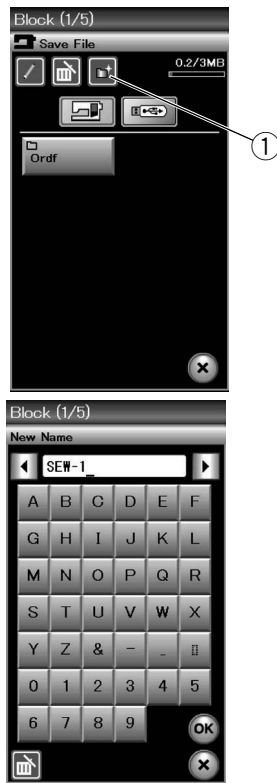 Block (1/5)
Save File
0.2/3MB
Ordf
1
Block (1/5)
New Name
SEW-1_
A B C D E F
G H I J K L
M N O P Q R
S T U V W X
Y Z & - _
0 1 2 3 4 5
6 7 8 9 OK